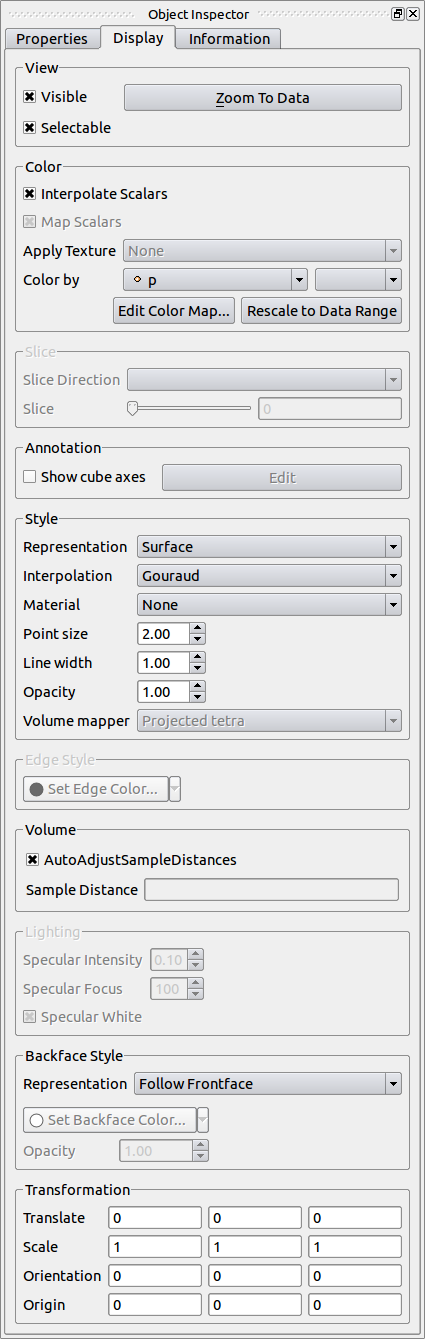 Object Inspector
Properties Display Information
View
Visible Zoom To Data
Selectable
Color
Interpolate Scalars
Map Scalars
Apply Texture None
Color by p
Edit Color Map... Rescale to Data Range
Slice
Slice Direction
Slice 0
Annotation
Show cube axes Edit
Style
Representation Surface
Interpolation Gouraud
Material None
Point size 2.00
Line width 1.00
Opacity 1.00
Volume mapper Projected tetra
Edge Style
Set Edge Color...
Volume
AutoAdjustSampleDistances
Sample Distance
Lighting
Specular Intensity 0.10
Specular Focus 100
Specular White
Backface Style
Representation Follow Frontface
Set Backface Color...
Opacity 1.00
Transformation
Translate 0 0 0
Scale 1 1 1
Orientation 0 0 0
Origin 0 0 0